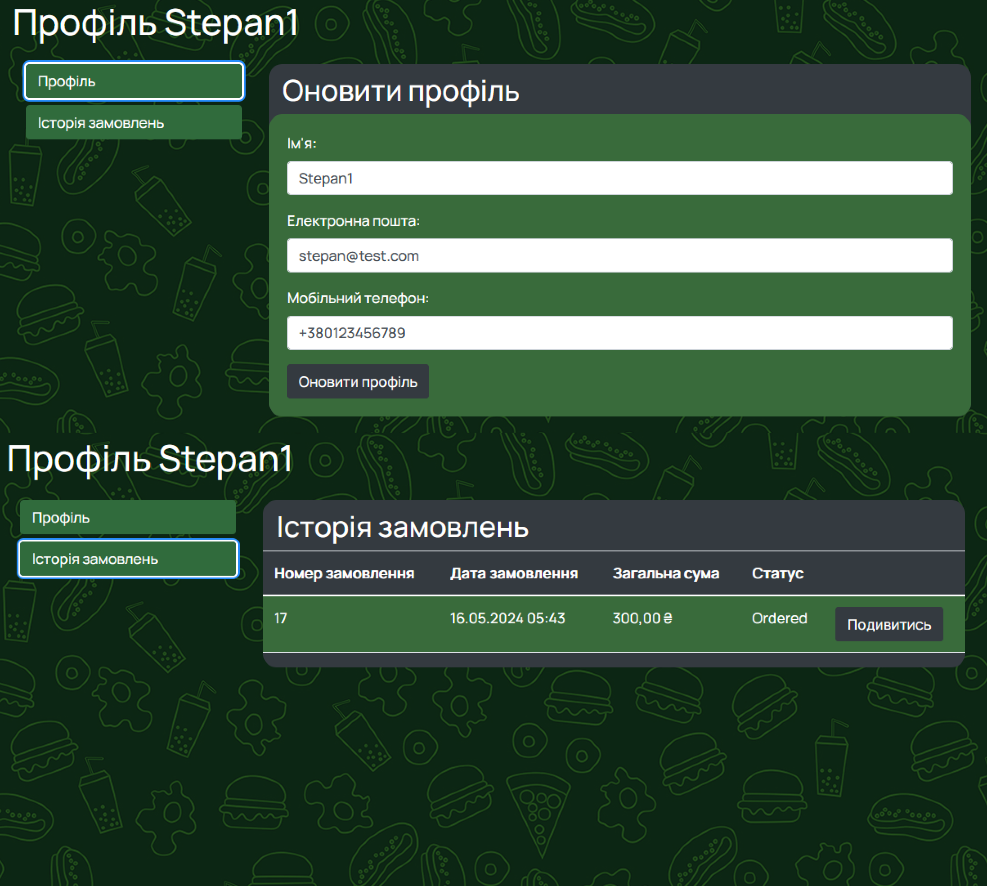 Профіль Stepan1
Профіль
Історія замовлень
Оновити профіль
Ім'я:
Stepan1
Електронна пошта:
stepan@test.com
Мобільний телефон:
+380123456789
Оновити профіль
Профіль Stepan1
Профіль
Історія замовлень
Історія замовлень
Номер замовлення Дата замовлення Загальна сума Статус
17 16.05.2024 05:43 300,00 ₴ Ordered Подивитись